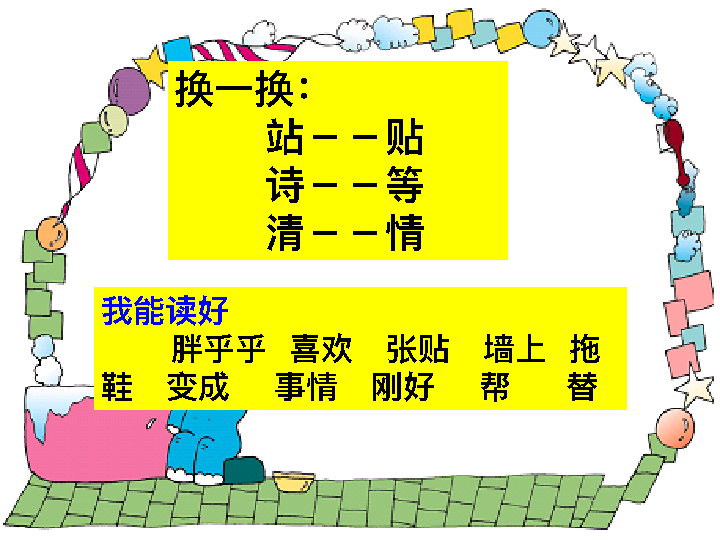 换一换：
站－－贴
诗－－等
清－－情
我能读好
胖乎乎 喜欢 张贴 墙上 拖
鞋 变成 事情 刚好 帮 替